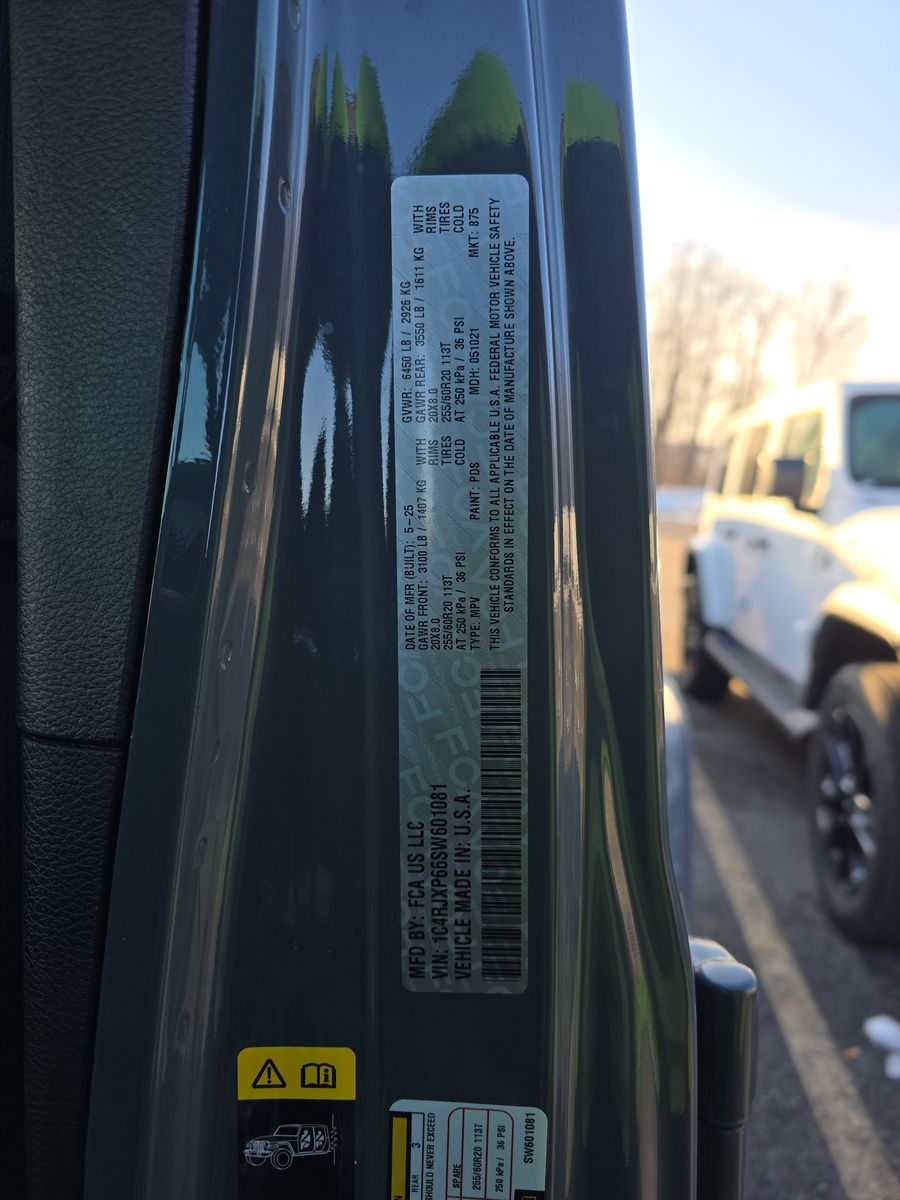 MFD BY: FCA US LLC
VIN: 1C4RJXP66SW601081
VEHICLE MADE IN: U.S.A.
DATE OF MFR (BUILT): 5-25 GVWR: 6450 LB / 2926 KG
GAWR FRONT: 3100 LB / 1407 KG WITH GAWR REAR: 3550 LB / 1611 KG WITH
20X8.0 RIMS 20X8.0 RIMS
255/60R20 113T TIRES 255/60R20 113T TIRES
AT 250 kPa / 36 PSI COLD AT 250 kPa / 36 PSI COLD
TYPE: MPV PAINT: PDS MDH: 051021 MKT: 875
THIS VEHICLE CONFORMS TO ALL APPLICABLE U.S.A. FEDERAL MOTOR VEHICLE SAFETY
STANDARDS IN EFFECT ON THE DATE OF MANUFACTURE SHOWN ABOVE.
REAR 3
SHOULD NEVER EXCEED
SPARE
255/60R20 113T
250 kPa / 36 PSI
SW601081